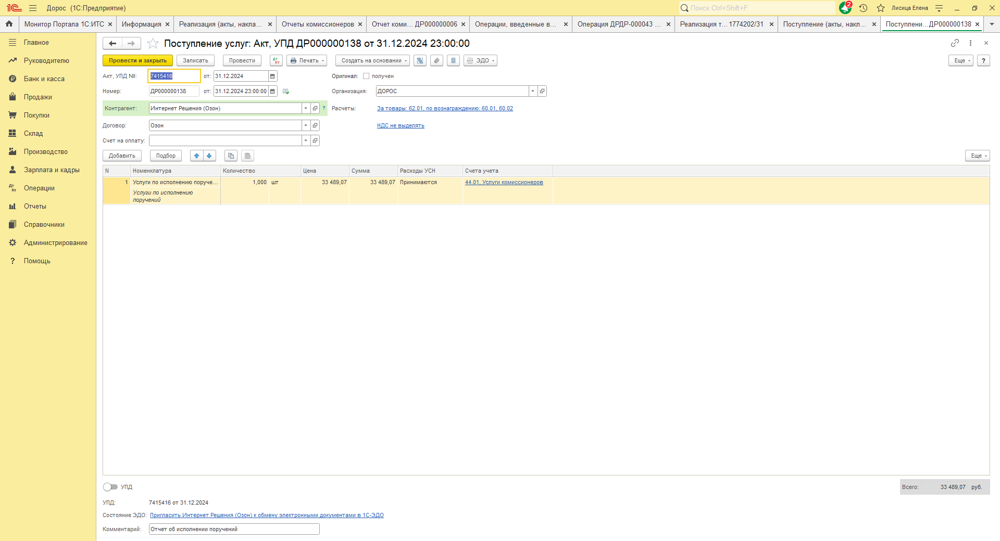 1С Дорос (1С:Предприятие) Поиск Ctrl+Shift+F 2 Лисица Елена
Монитор Портала 1С:ИТС Информация Реализация (акты, накла... Отчеты комиссионеров Отчет коми... ДР000000006 Операции, введенные в... Операция ДРДР-000043 ... Реализация т... 1774202/31 Поступление (акты, накл... Поступлени...ДР000000138
Главное
Руководителю
Банк и касса
Продажи
Покупки
Склад
Производство
Зарплата и кадры
Операции
Отчеты
Справочники
Администрирование
? Помощь
Поступление услуг: Акт, УПД ДР000000138 от 31.12.2024 23:00:00
Провести и закрыть Записать Провести Дт Кт Печать Создать на основании ЭДО Еще ?
Акт, УПД №: 7415416 от: 31.12.2024 Оригинал: получен
Номер: ДР000000138 от: 31.12.2024 23:00:00 Организация: ДОРОС
Контрагент: Интернет Решения (Озон) ? Расчеты: За товары: 62.01, по вознаграждению: 60.01, 60.02
Договор: Озон НДС не выделять
Счет на оплату:
Добавить Подбор Еще
N Номенклатура Количество Цена Сумма Расходы УСН Счета учета
1 Услуги по исполнению поруче... 1,000 шт 33 489,07 33 489,07 Принимаются 44.01, Услуги комиссионеров
Услуги по исполнению
поручений
УПД Всего: 33 489,07 руб.
УПД: 7415416 от 31.12.2024
Состояние ЭДО: Пригласить Интернет Решения (Озон) к обмену электронными документами в 1С-ЭДО
Комментарий: Отчет об исполнении поручений